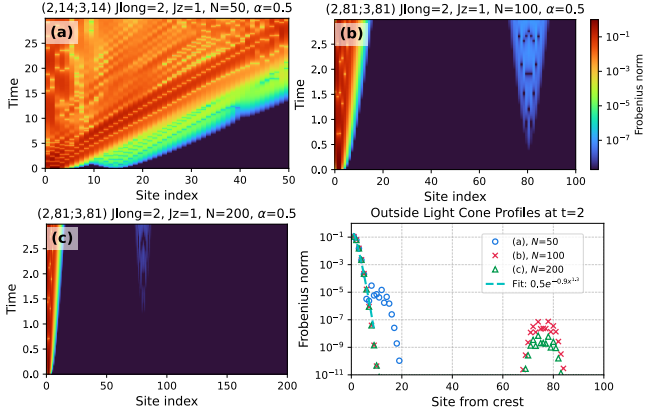 (2,14;3,14) Jlong=2, Jz=1, N=50, α=0.5
(a)
Time
25
20
15
10
5
0
0 10 20 30 40 50
Site index
(2,81;3,81) Jlong=2, Jz=1, N=100, α=0.5
(b)
Time
2.5
2.0
1.5
1.0
0.5
0.0
0 20 40 60 80 100
Site index
10⁻¹
10⁻³
10⁻⁵
10⁻⁷
Frobenius norm
(2,81;3,81) Jlong=2, Jz=1, N=200, α=0.5
(c)
Time
2.5
2.0
1.5
1.0
0.5
0.0
0 50 100 150 200
Site index
Outside Light Cone Profiles at t=2
Frobenius norm
10⁻¹
10⁻³
10⁻⁵
10⁻⁷
10⁻⁹
10⁻¹¹
(a), N=50
(b), N=100
(c), N=200
Fit: 0.5e^{-0.9x^{1.3}}
0 20 40 60 80 100
Site from crest